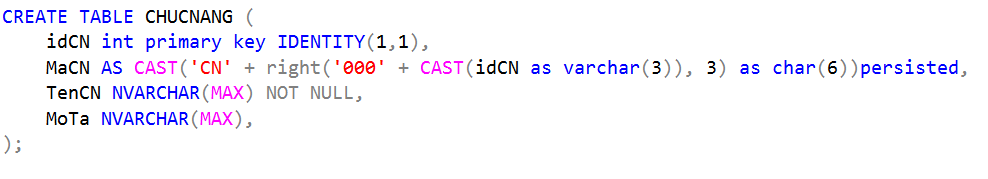 CREATE TABLE CHUCNANG (
    idCN int primary key IDENTITY(1,1),
    MaCN AS CAST('CN' + right('000' + CAST(idCN as varchar(3)), 3) as char(6))persisted,
    TenCN NVARCHAR(MAX) NOT NULL,
    MoTa NVARCHAR(MAX),
);